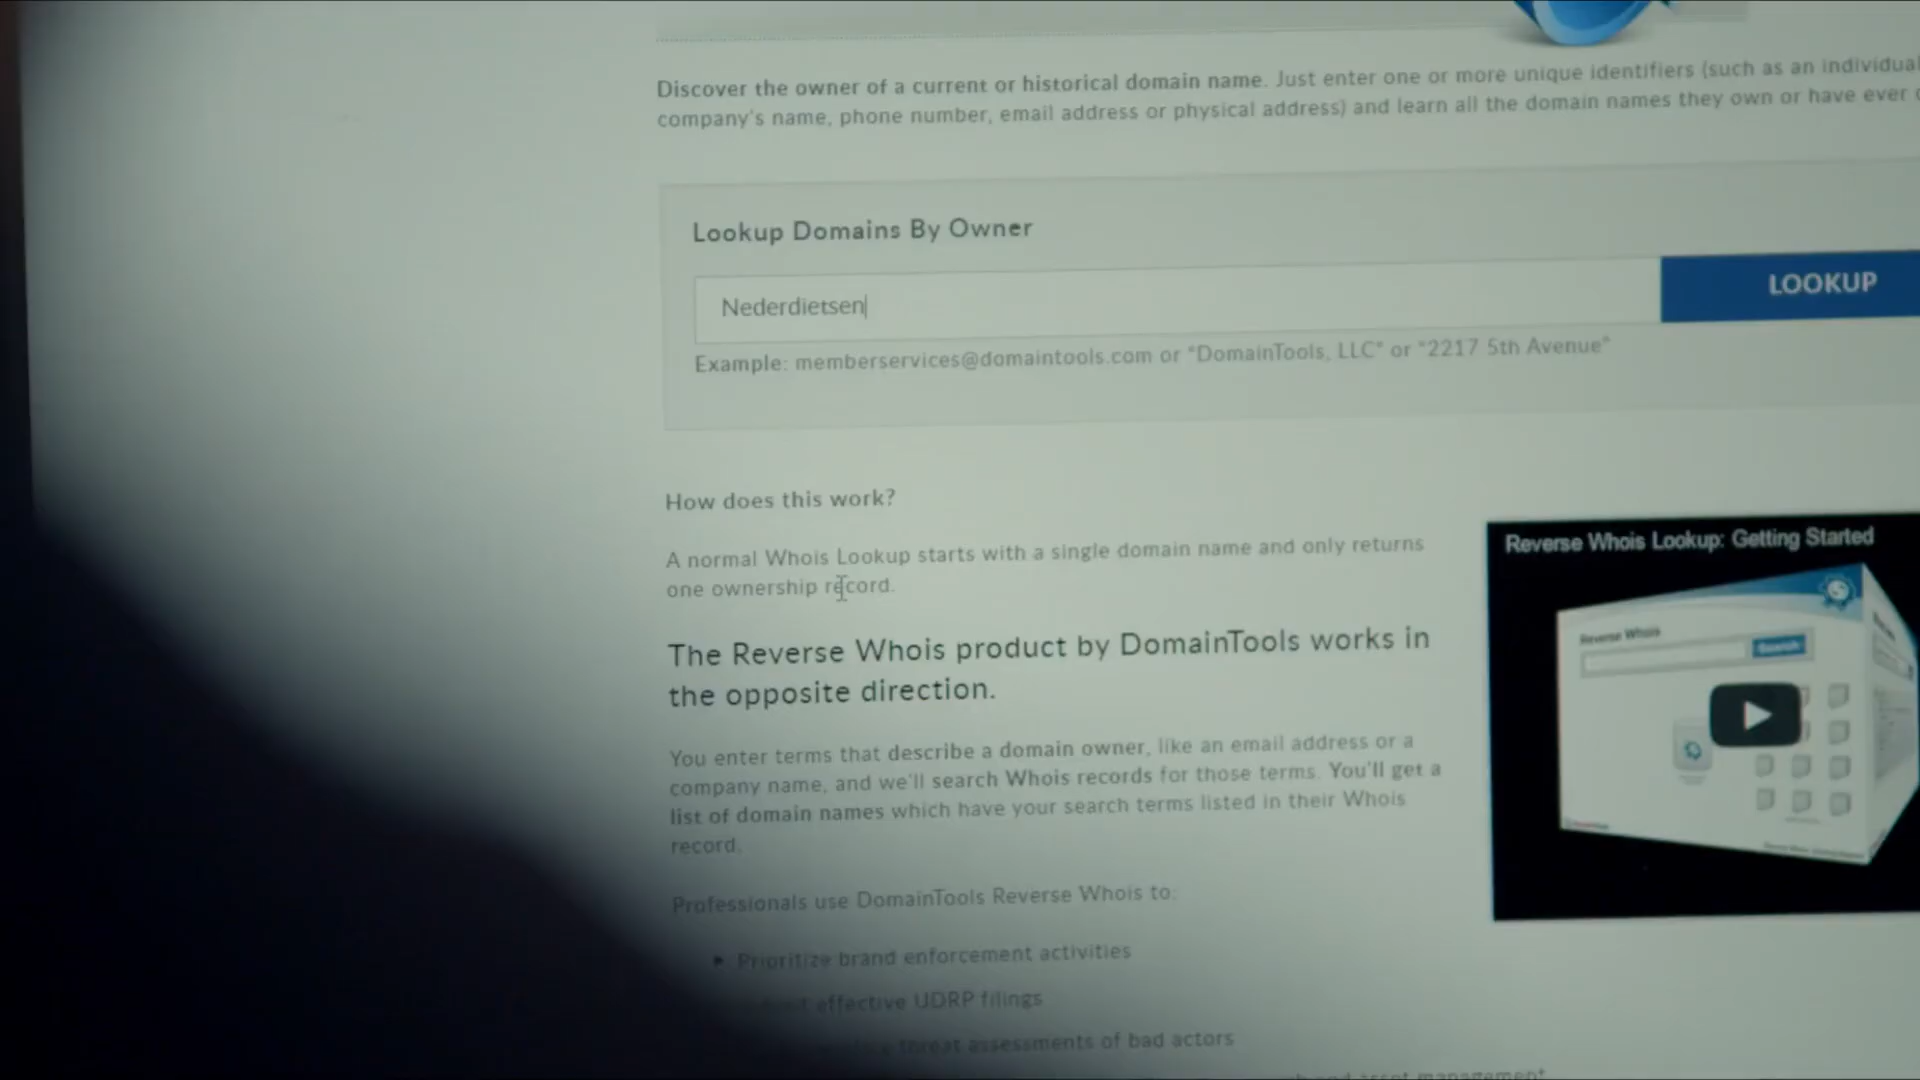 Discover the owner of a current or historical domain name. Just enter one or more unique identifiers (such as an individual
company's name, phone number, email address or physical address) and learn all the domain names they own or have ever
Lookup Domains By Owner
Nederdietsen
LOOKUP
Example: memberservices@domaintools.com or "DomainTools, LLC" or "2217 5th Avenue"
How does this work?
A normal Whois Lookup starts with a single domain name and only returns
one ownership record.
The Reverse Whois product by DomainTools works in
the opposite direction.
You enter terms that describe a domain owner, like an email address or a
company name, and we'll search Whois records for those terms. You'll get a
list of domain names which have your search terms listed in their Whois
record.
Professionals use DomainTools Reverse Whois to:
Prioritize brand enforcement activities
effective UDRP filings
threat assessments of bad actors
and asset management
Reverse Whois Lookup: Getting Started
Reverse Whois
Search